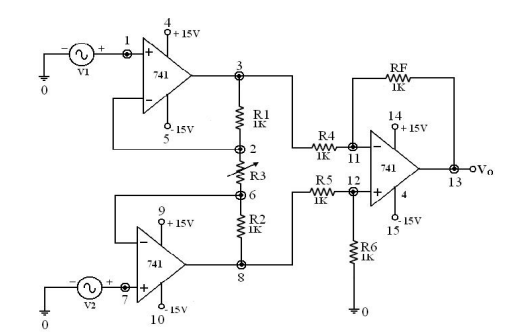 4
+15V
1
- +
V1
0
+
741
-
5
-15V
3
R1
1K
2
R3
6
R2
1K
8
9
+15V
-
741
+
10
-15V
- +
V2
7
0
R4
1K
11
R5
1K
12
RF
1K
14
+15V
-
741
+
4
15
-15V
13
Vo
R6
1K
0